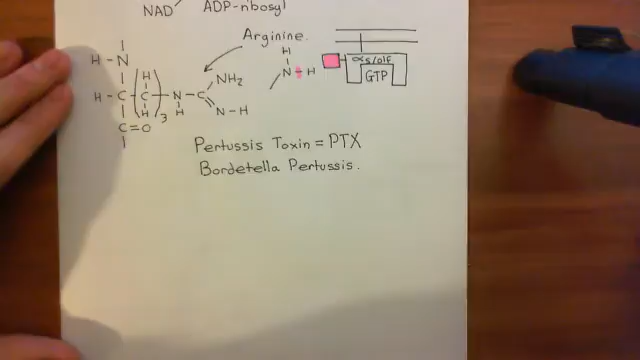 NAD ADP-ribosyl
Arginine.
H
H - N
αs/olf
H
N - H
GTP
NH2
H - C C N C
H H
3
N - H
C=O
Pertussis Toxin = PTX
Bordetella Pertussis.